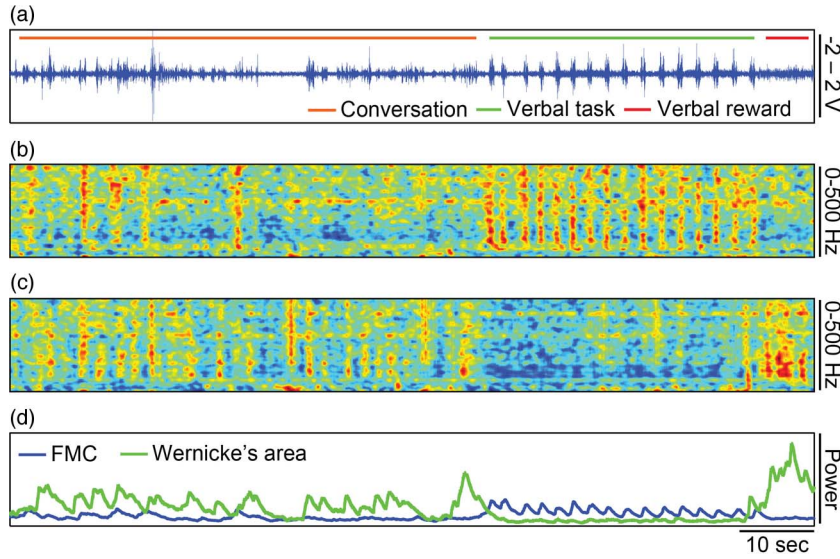 (a)
-2 – 2 V
Conversation Verbal task Verbal reward
(b)
0-500 Hz
(c)
0-500 Hz
(d)
FMC Wernicke's area
Power
10 sec